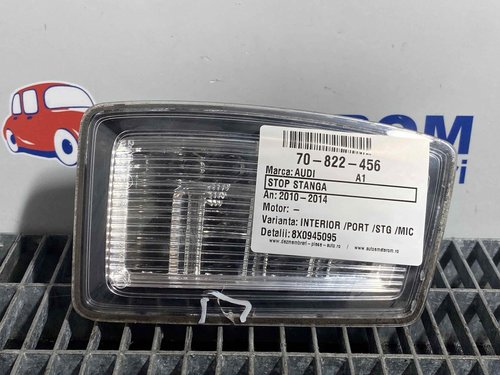 70-822-456
Marca: AUDI A1
STOP STANGA
An: 2010-2014
Motor: -
Varianta: INTERIOR /PORT /STG /MIC
Detalii: 8X0945095
www.dezmembrari-piese-auto.ro / www.autometarom.ro